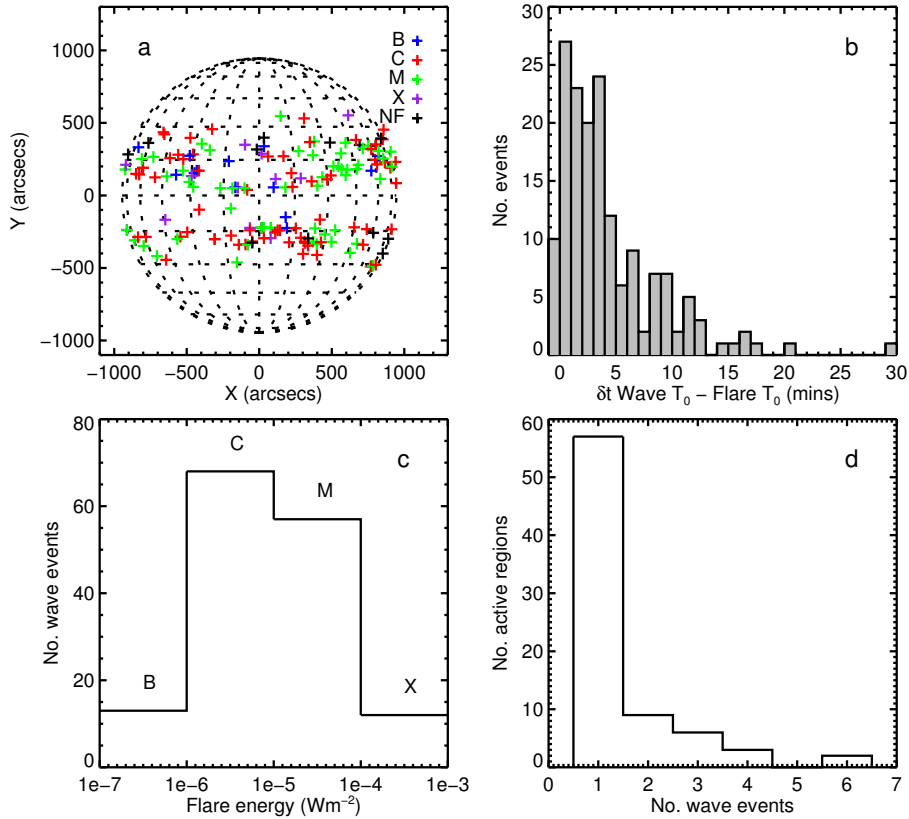 a
B
C
M
X
NF
1000
500
0
−500
−1000
Y (arcsecs)
−1000 −500 0 500 1000
X (arcsecs)
b
30
25
20
15
10
5
0
No. events
0 5 10 15 20 25 30
δt Wave T0 − Flare T0 (mins)
c
80
60
40
20
0
No. wave events
B
C
M
X
1e−7 1e−6 1e−5 1e−4 1e−3
Flare energy (Wm−2)
d
60
50
40
30
20
10
0
No. active regions
0 1 2 3 4 5 6 7
No. wave events